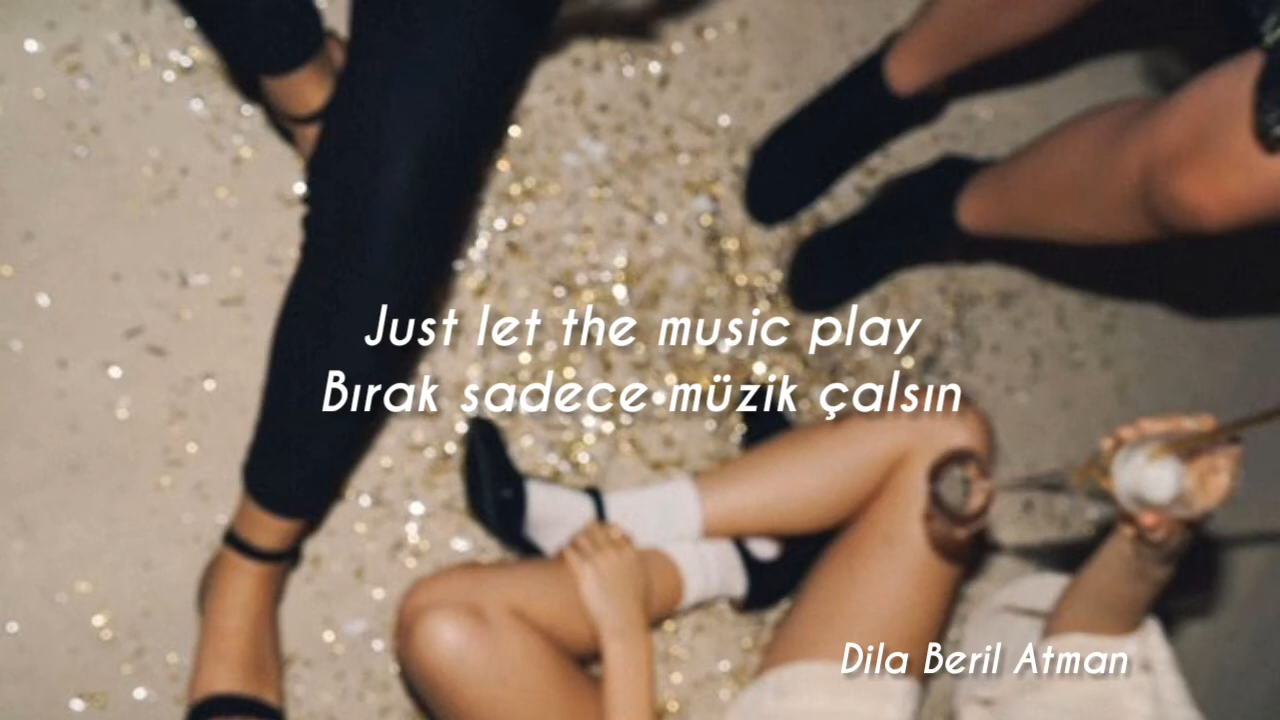 Just let the music play
Bırak sadece müzik çalsın
Dila Beril Atman